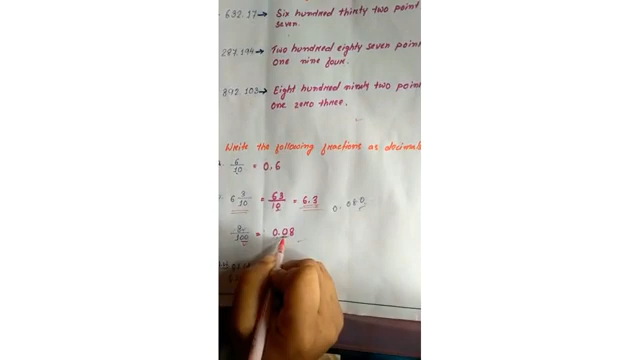 632.17→ Six hundred thirty two point
seven.
287.194→ Two hundred eighty seven point
one nine four.
892.103→ Eight hundred ninety two point
one zero three.
Write the following fractions as decimals
6/10 = 0.6
6 3/10 = 63/10 = 6.3
8/100 = 0.08